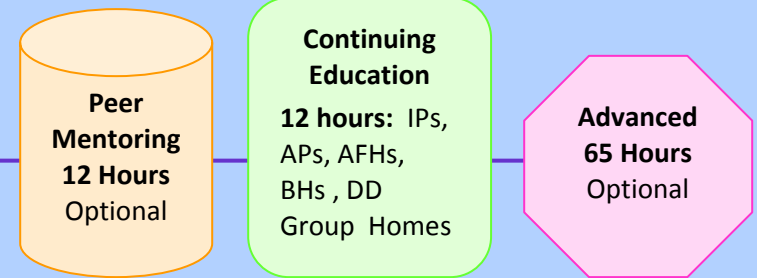 Peer
Mentoring
12 Hours
Optional
Continuing
Education
12 hours: IPs,
APs, AFHs,
BHs , DD
Group Homes
Advanced
65 Hours
Optional